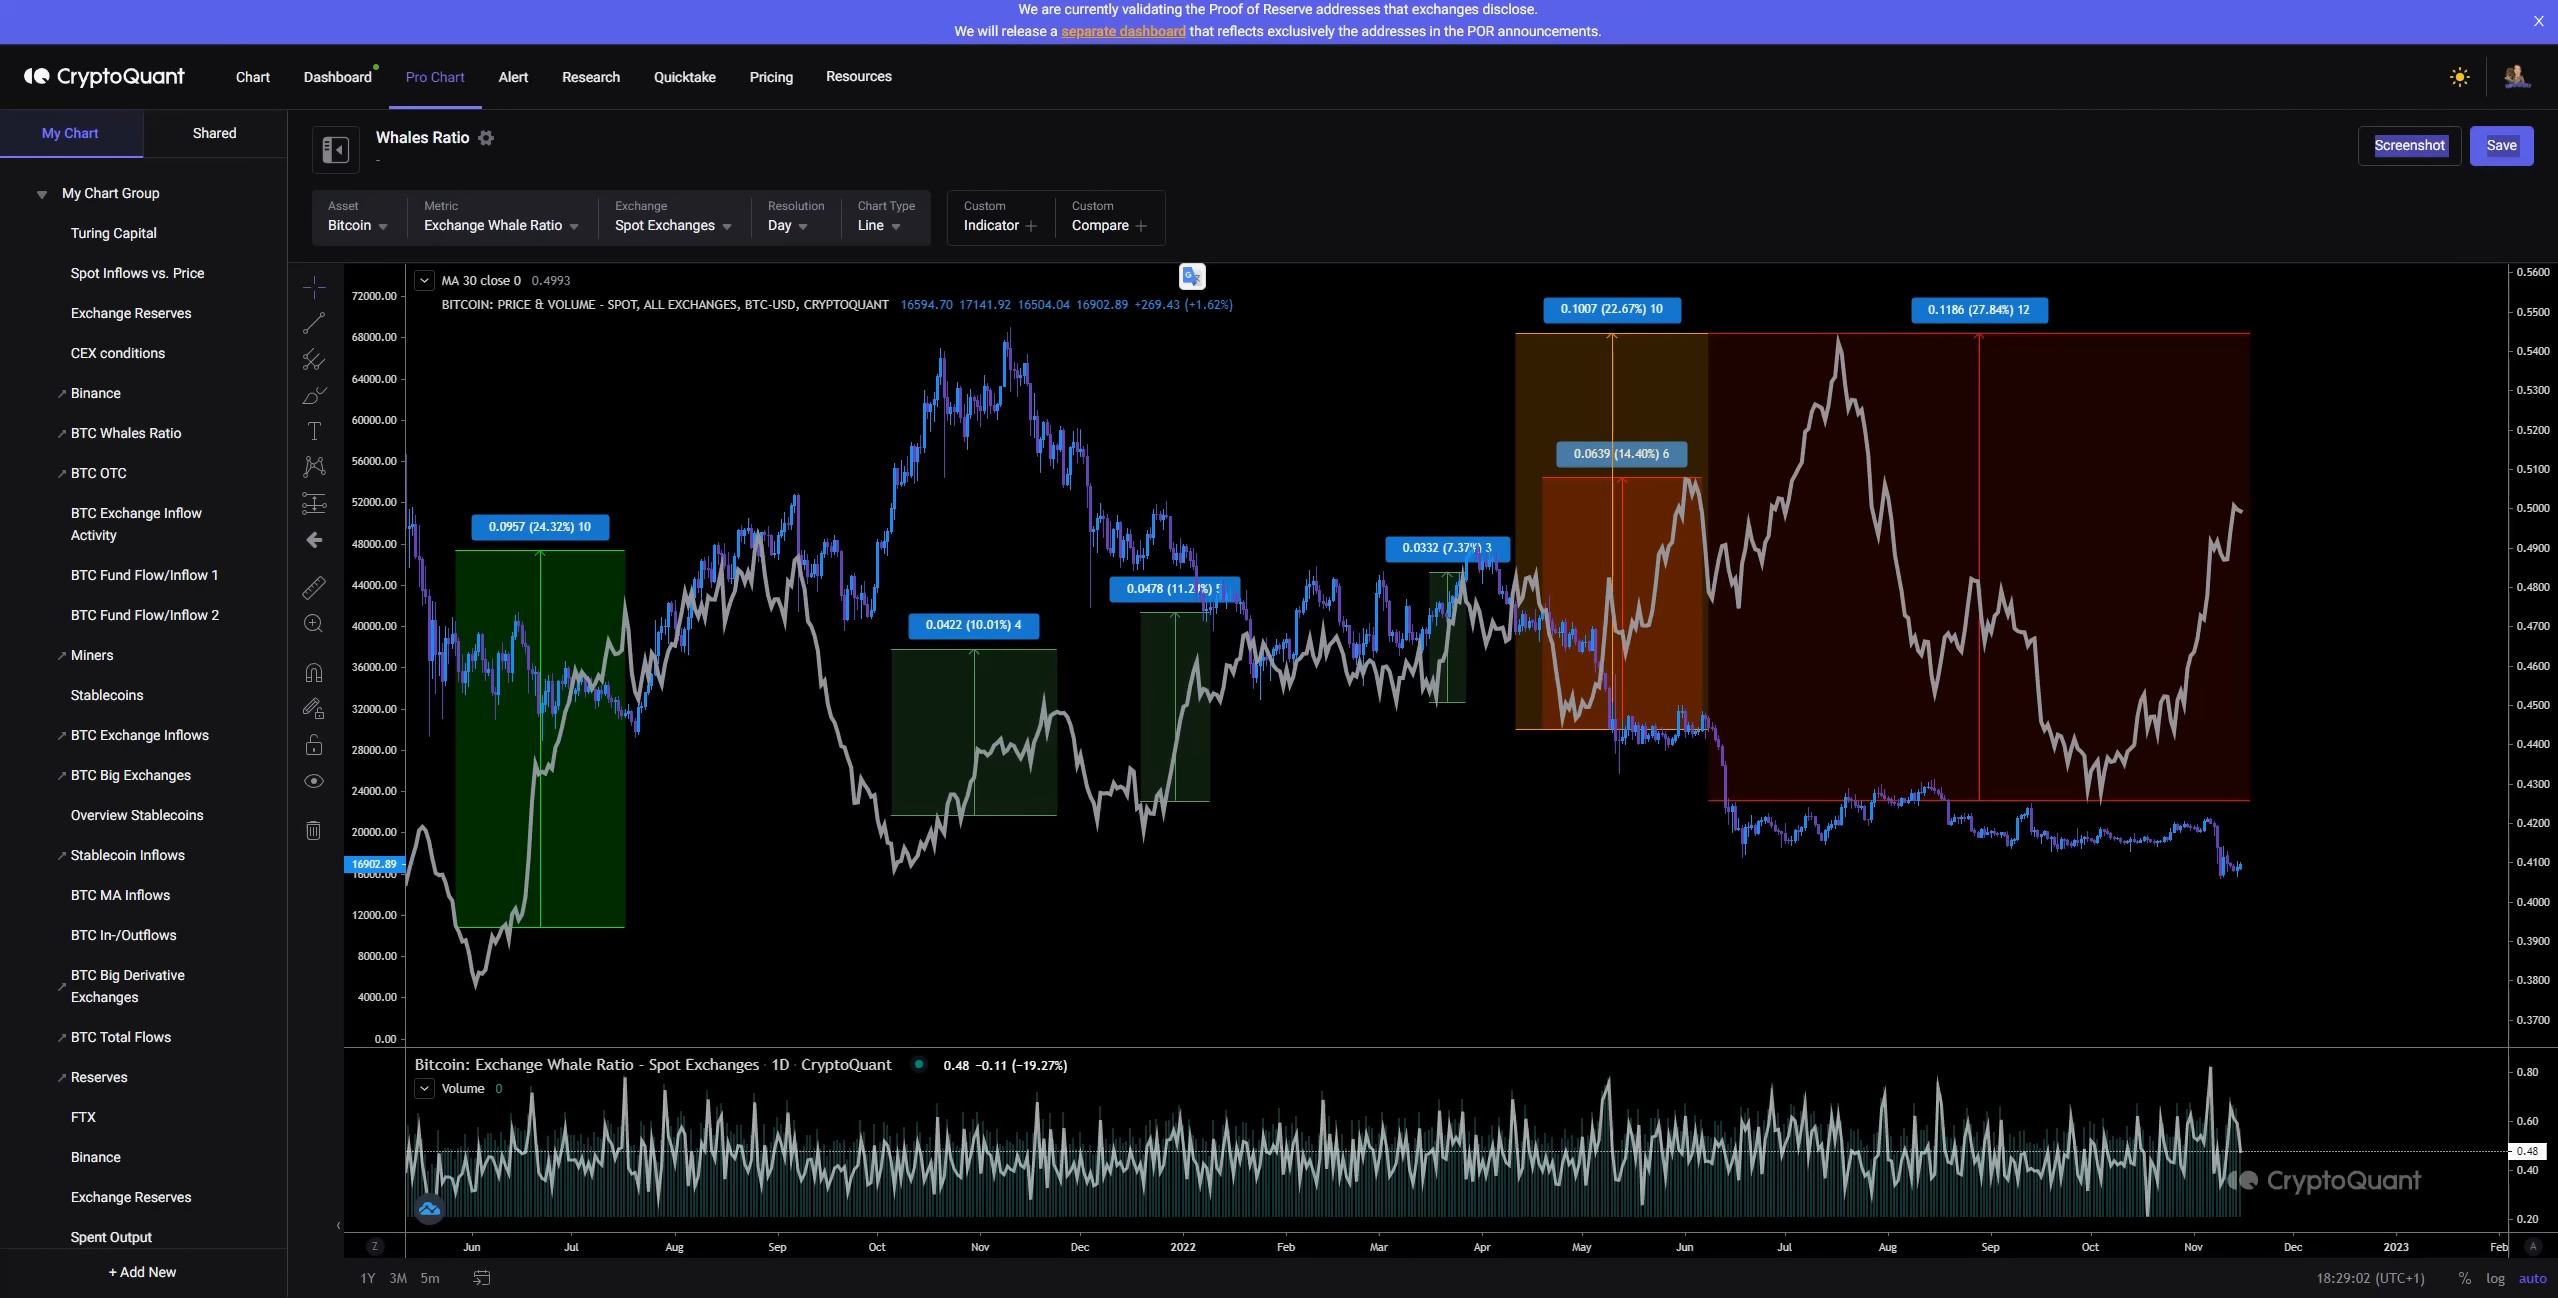 We are currently validating the Proof of Reserve addresses that exchanges disclose.
We will release a separate dashboard that reflects exclusively the addresses in the POR announcements.
X
CryptoQuant
Chart
Dashboard
Pro Chart
Alert
Research
Quicktake
Pricing
Resources
My Chart
Shared
Whales Ratio
-
Screenshot
Save
My Chart Group
Turing Capital
Spot Inflows vs. Price
Exchange Reserves
CEX conditions
Binance
BTC Whales Ratio
BTC OTC
BTC Exchange Inflow
Activity
BTC Fund Flow/Inflow 1
BTC Fund Flow/Inflow 2
Miners
Stablecoins
BTC Exchange Inflows
BTC Big Exchanges
Overview Stablecoins
Stablecoin Inflows
BTC MA Inflows
BTC In-/Outflows
BTC Big Derivative
Exchanges
BTC Total Flows
Reserves
FTX
Binance
Exchange Reserves
Spent Output
+ Add New
Asset
Bitcoin
Metric
Exchange Whale Ratio
Exchange
Spot Exchanges
Resolution
Day
Chart Type
Line
Custom
Indicator +
Custom
Compare +
MA 30 close 0 0.4993
BITCOIN: PRICE & VOLUME - SPOT, ALL EXCHANGES, BTC-USD, CRYPTOQUANT 16594.70 17141.92 16504.04 16902.89 +269.43 (+1.62%)
72000.00
68000.00
64000.00
60000.00
56000.00
52000.00
48000.00
44000.00
40000.00
36000.00
32000.00
28000.00
24000.00
20000.00
16902.89
16000.00
12000.00
8000.00
4000.00
0.00
0.0957 (24.32%) 10
0.0422 (10.01%) 4
0.0478 (11.24%) 5
0.0332 (7.37%) 3
0.1007 (22.67%) 10
0.0639 (14.40%) 6
0.1186 (27.84%) 12
0.5600
0.5500
0.5400
0.5300
0.5200
0.5100
0.5000
0.4900
0.4800
0.4700
0.4600
0.4500
0.4400
0.4300
0.4200
0.4100
0.4000
0.3900
0.3800
0.3700
Bitcoin: Exchange Whale Ratio - Spot Exchanges · 1D · CryptoQuant 0.48 −0.11 (−19.27%)
Volume 0
0.80
0.60
0.48
0.40
0.20
CryptoQuant
Z
Jun
Jul
Aug
Sep
Oct
Nov
Dec
2022
Feb
Mar
Apr
May
Jun
Jul
Aug
Sep
Oct
Nov
Dec
2023
Feb
A
1Y
3M
5m
18:29:02 (UTC+1)
%
log
auto